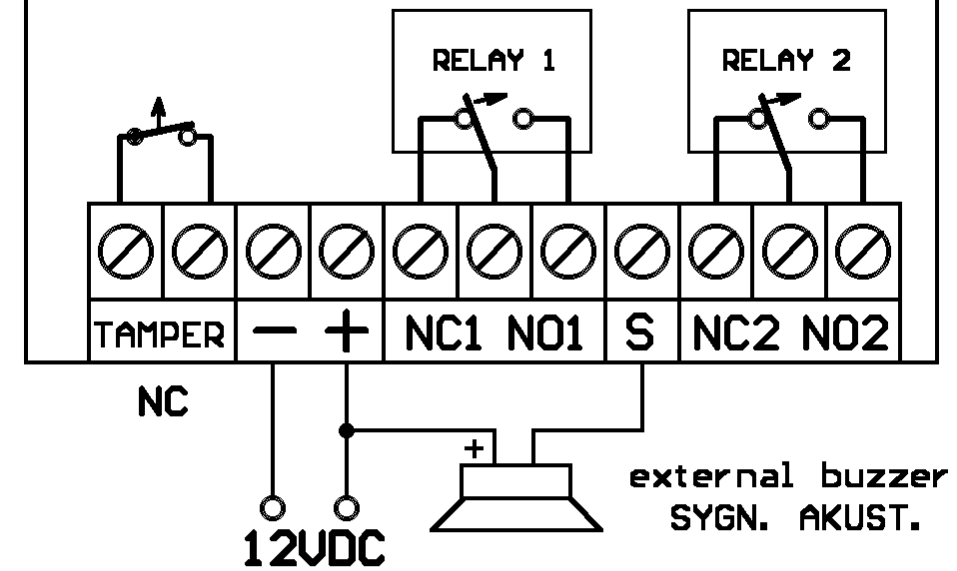 RELAY 1 RELAY 2
TAMPER − + NC1 NO1 S NC2 NO2
NC
+
external buzzer
SYGN. AKUST.
12VDC